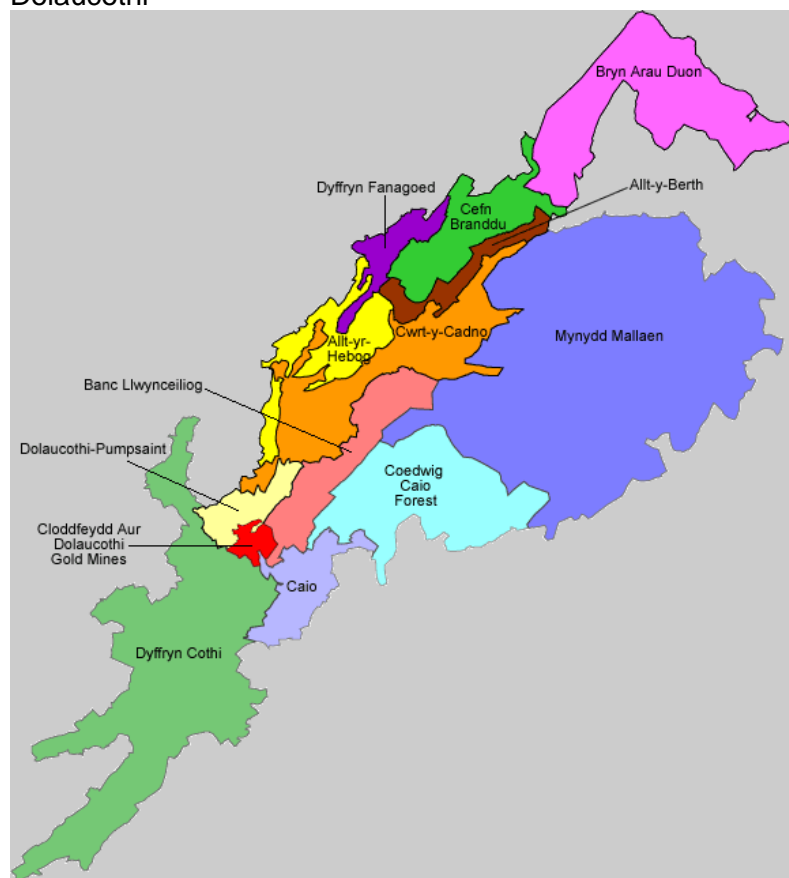 Dolaucothi
Bryn Arau Duon
Dyffryn Fanagoed
Allt-y-Berth
Cefn
Branddu
Allt-yr-
Hebog
Cwrt-y-Cadno
Mynydd Mallaen
Banc Llwynceiliog
Dolaucothi-Pumpsaint
Coedwig
Caio
Forest
Cloddfeydd Aur
Dolaucothi
Gold Mines
Caio
Dyffryn Cothi